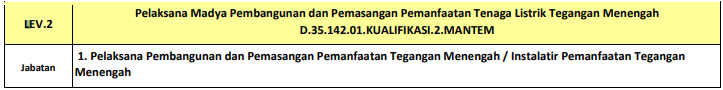 LEV.2
Pelaksana Madya Pembangunan dan Pemasangan Pemanfaatan Tenaga Listrik Tegangan Menengah
D.35.142.01.KUALIFIKASI.2.MANTEM
Jabatan
1. Pelaksana Pembangunan dan Pemasangan Pemanfaatan Tegangan Menengah / Instalatir Pemanfaatan Tegangan
Menengah